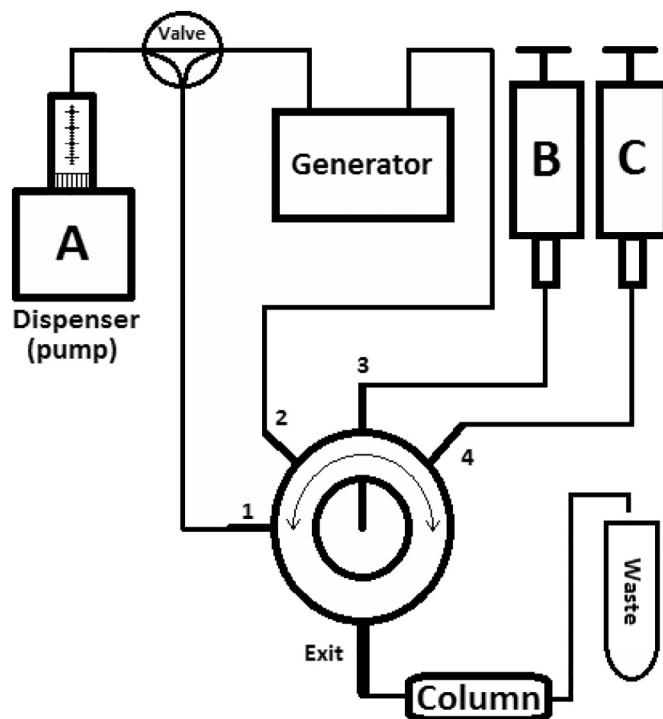 Valve
Generator
A
B
C
Dispenser
(pump)
3
2
4
1
Exit
Column
Waste